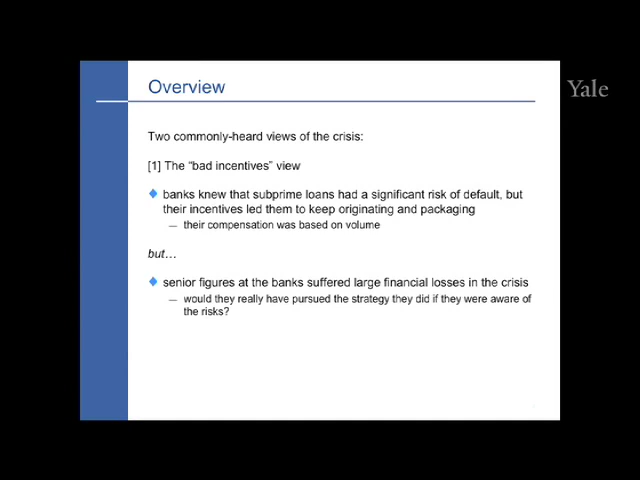 Overview
Yale
Two commonly-heard views of the crisis:
[1] The “bad incentives” view
banks knew that subprime loans had a significant risk of default, but
their incentives led them to keep originating and packaging
— their compensation was based on volume
but…
senior figures at the banks suffered large financial losses in the crisis
— would they really have pursued the strategy they did if they were aware of
the risks?